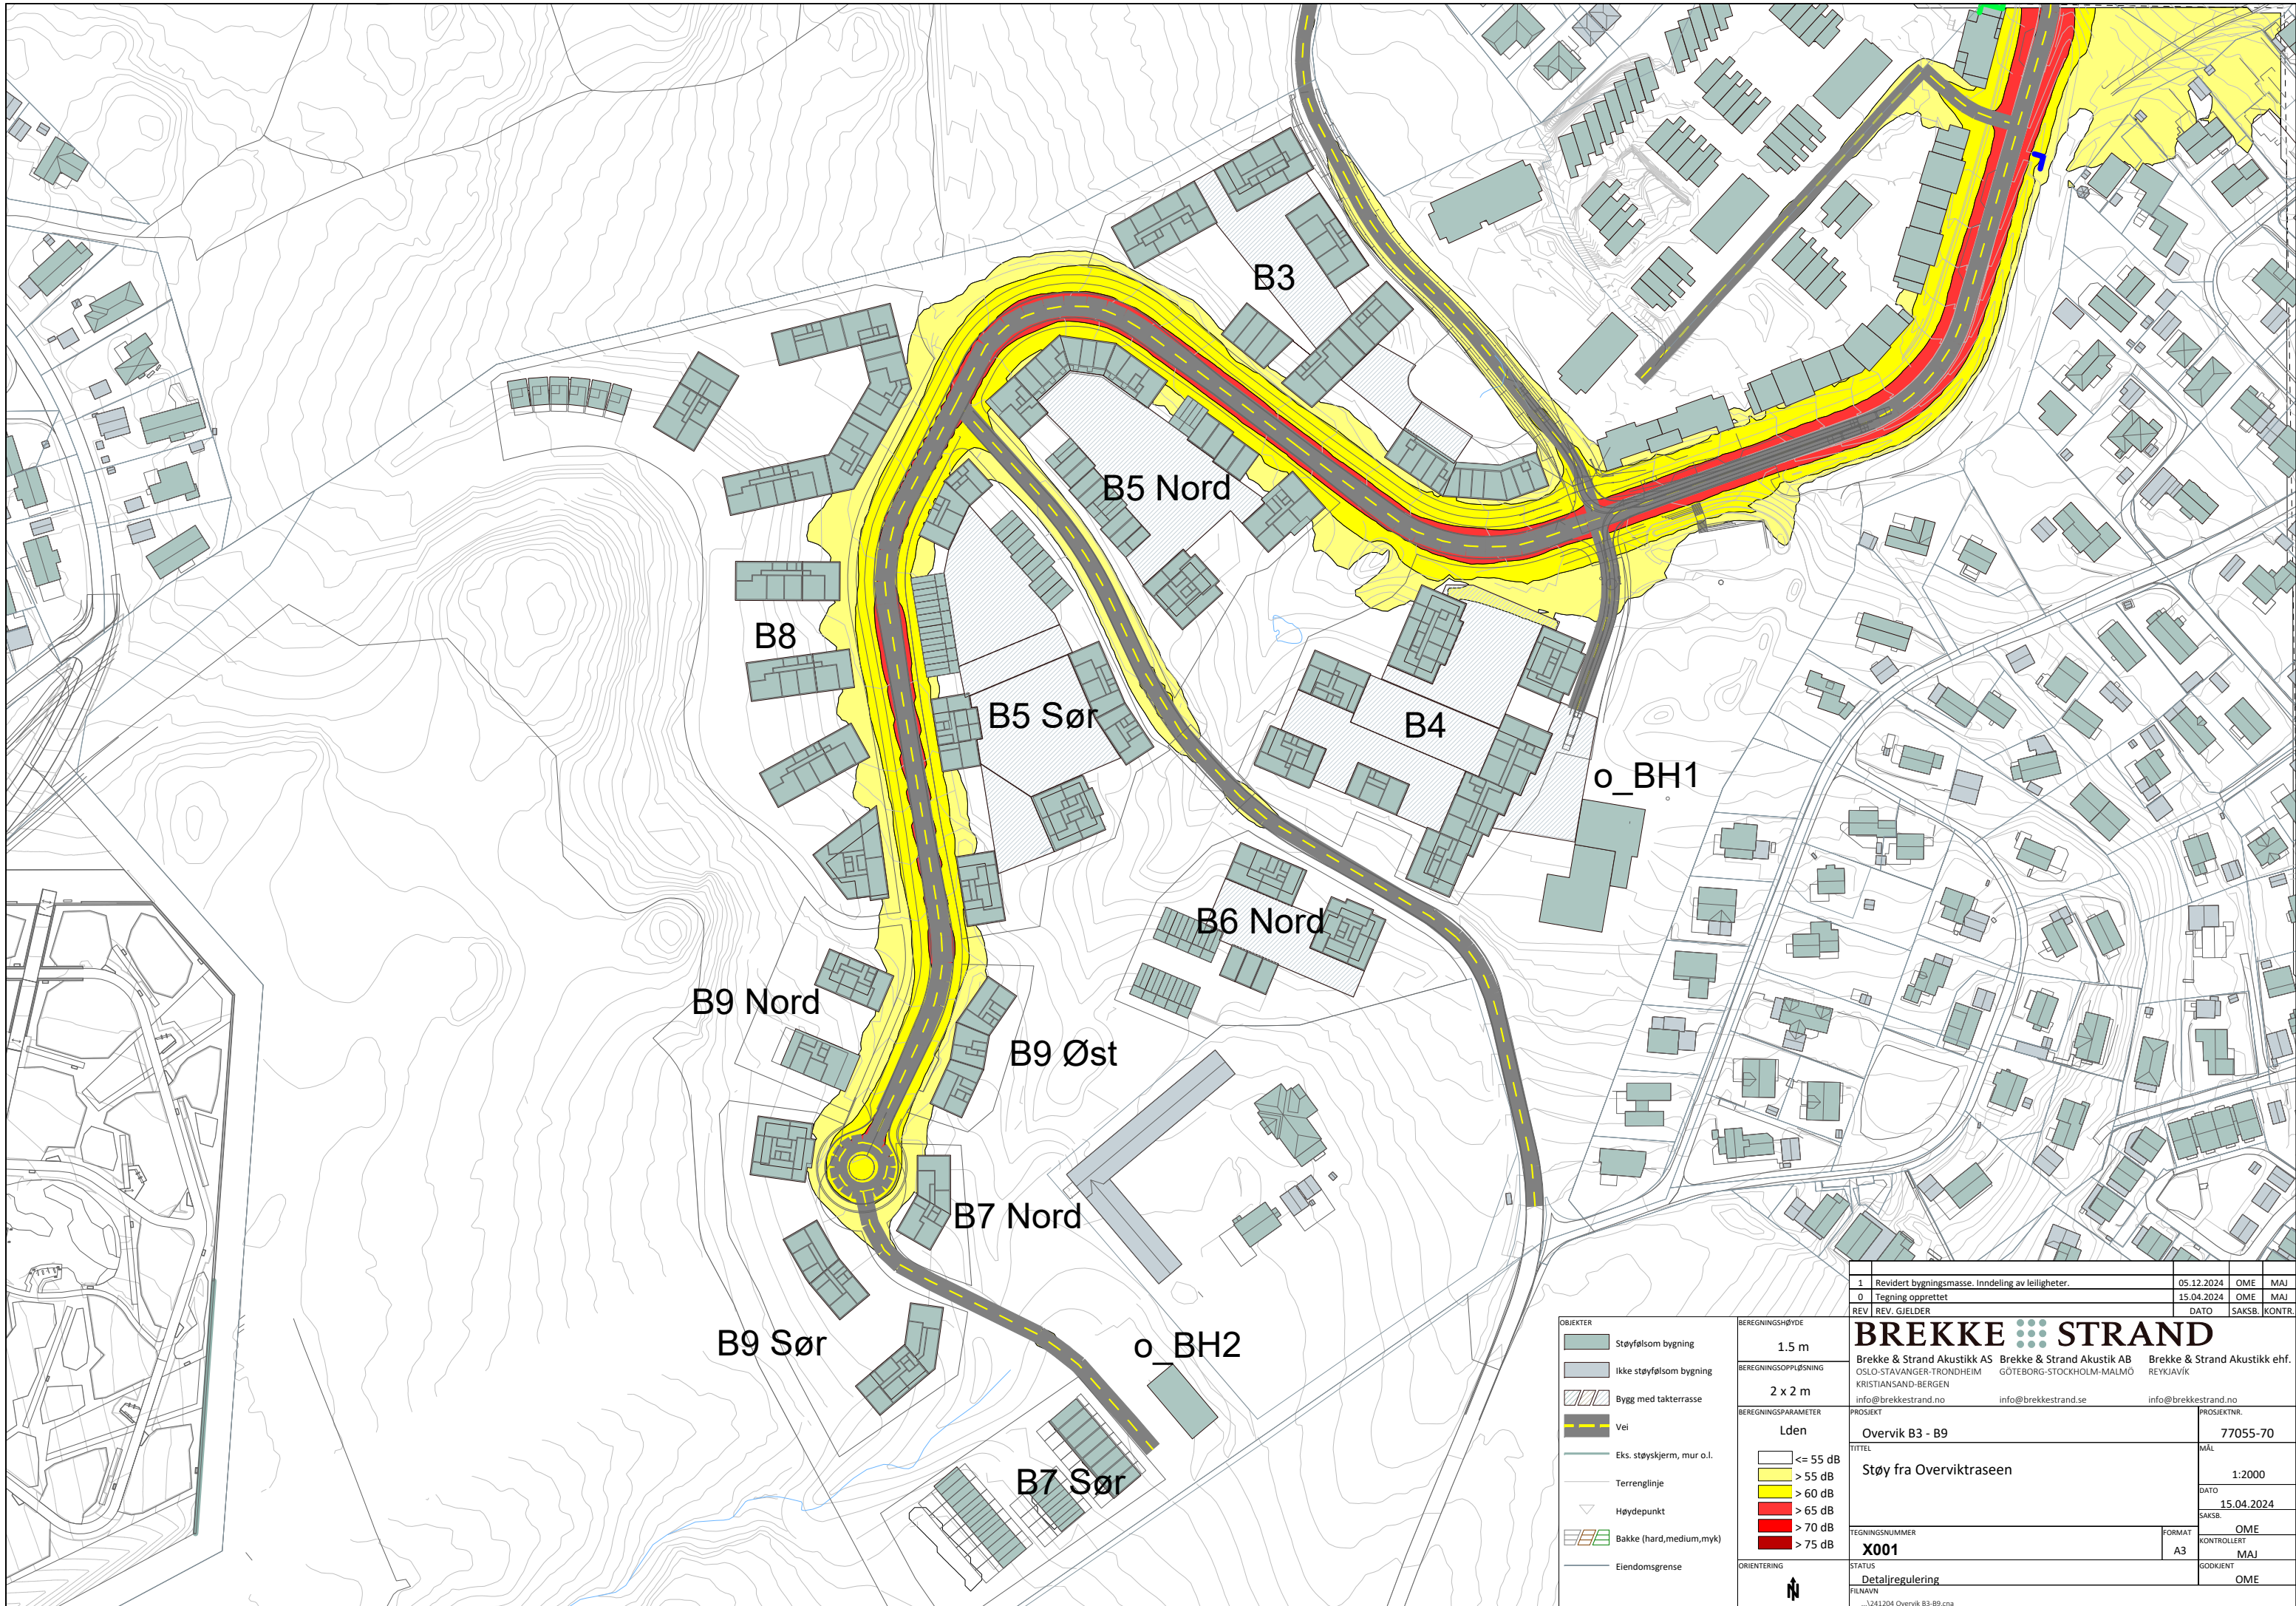 B3
B5 Nord
B8
B5 Sør
B4
o_BH1
B6 Nord
B9 Nord
B9 Øst
B7 Nord
B9 Sør
o_BH2
B7 Sør
1 Revidert bygningsmasse. Inndeling av leiligheter. 05.12.2024 OME MAJ
0 Tegning opprettet 15.04.2024 OME MAJ
REV REV. GJELDER DATO SAKSB. KONTR.
OBJEKTER
Støyfølsom bygning
Ikke støyfølsom bygning
Bygg med takterrasse
Vei
Eks. støyskjerm, mur o.l.
Terrenglinje
Høydepunkt
Bakke (hard,medium,myk)
Eiendomsgrense
BEREGNINGSHØYDE
1.5 m
BEREGNINGSOPPLØSNING
2 x 2 m
BEREGNINGSPARAMETER
Lden
<= 55 dB
> 55 dB
> 60 dB
> 65 dB
> 70 dB
> 75 dB
ORIENTERING
N
BREKKE STRAND
Brekke & Strand Akustikk AS Brekke & Strand Akustik AB Brekke & Strand Akustikk ehf.
OSLO-STAVANGER-TRONDHEIM GÖTEBORG-STOCKHOLM-MALMÖ REYKJAVÍK
KRISTIANSAND-BERGEN
info@brekkestrand.no info@brekkestrand.se info@brekkestrand.no
PROSJEKT
Overvik B3 - B9
PROSJEKTNR.
77055-70
TITTEL
Støy fra Overviktraseen
MÅL
1:2000
DATO
15.04.2024
SAKSB.
OME
TEGNINGSNUMMER
X001
FORMAT
A3
KONTROLLERT
MAJ
STATUS
Detaljregulering
GODKJENT
OME
FILNAVN
...\241204 Overvik B3-B9.cna